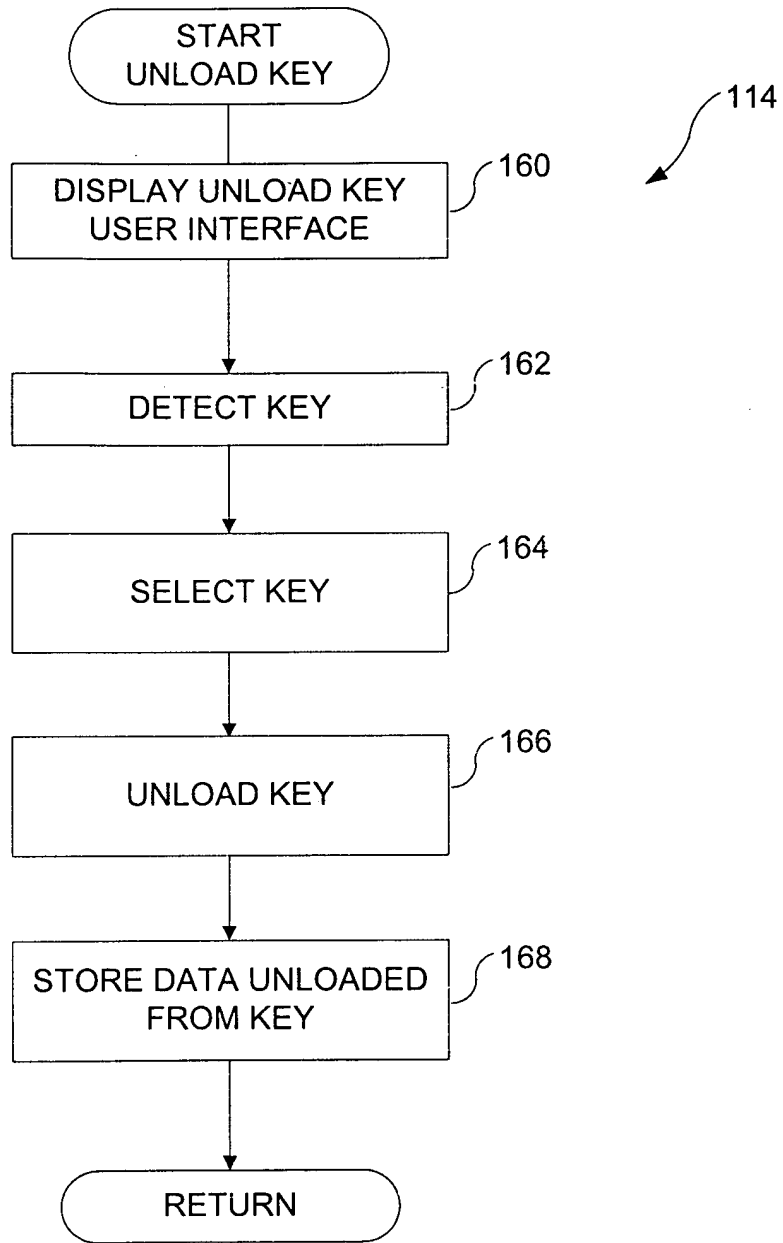 START
UNLOAD KEY
114
160
DISPLAY UNLOAD KEY
USER INTERFACE
162
DETECT KEY
164
SELECT KEY
166
UNLOAD KEY
168
STORE DATA UNLOADED
FROM KEY
RETURN